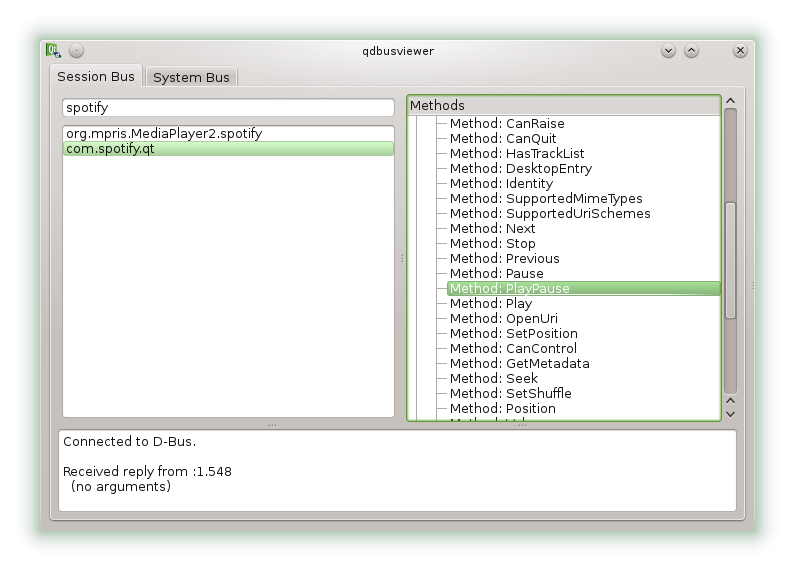 qdbusviewer
Session Bus
System Bus
spotify
org.mpris.MediaPlayer2.spotify
com.spotify.qt
Methods
Method: CanRaise
Method: CanQuit
Method: HasTrackList
Method: DesktopEntry
Method: Identity
Method: SupportedMimeTypes
Method: SupportedUriSchemes
Method: Next
Method: Stop
Method: Previous
Method: Pause
Method: PlayPause
Method: Play
Method: OpenUri
Method: SetPosition
Method: CanControl
Method: GetMetadata
Method: Seek
Method: SetShuffle
Method: Position
Connected to D-Bus.
Received reply from :1.548
(no arguments)